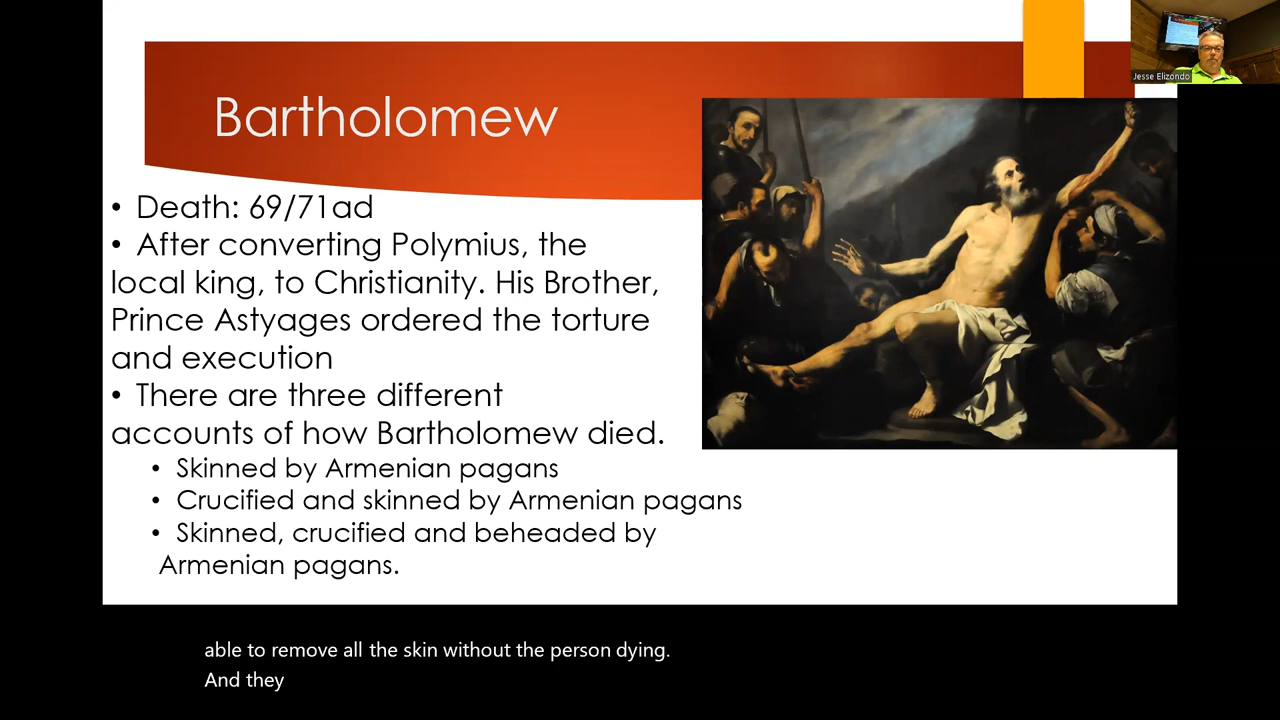 Bartholomew
Jesse Elizondo
• Death: 69/71ad
• After converting Polymius, the
local king, to Christianity. His Brother,
Prince Astyages ordered the torture
and execution
• There are three different
accounts of how Bartholomew died.
• Skinned by Armenian pagans
• Crucified and skinned by Armenian pagans
• Skinned, crucified and beheaded by
Armenian pagans.
able to remove all the skin without the person dying.
And they